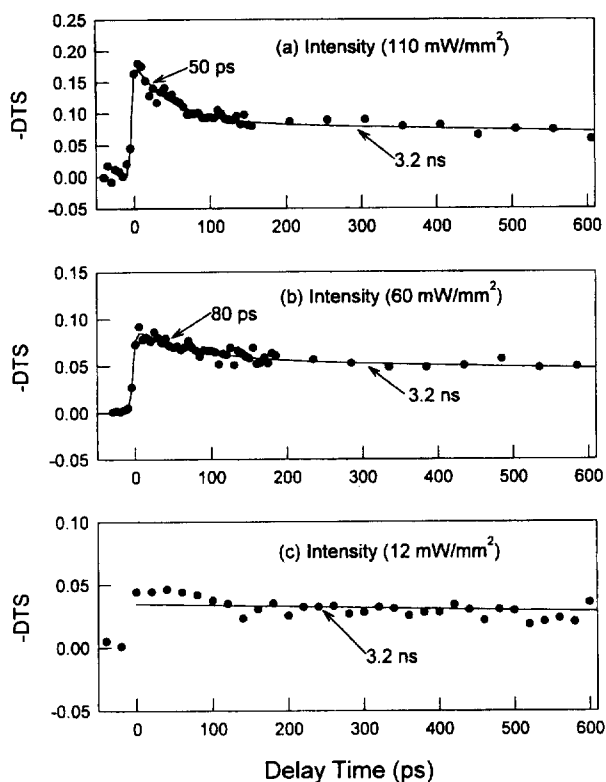 (a) Intensity (110 mW/mm²)
50 ps
3.2 ns
-DTS
0.25
0.20
0.15
0.10
0.05
0.00
-0.05
0 100 200 300 400 500 600
(b) Intensity (60 mW/mm²)
80 ps
3.2 ns
-DTS
0.15
0.10
0.05
0.00
-0.05
0 100 200 300 400 500 600
(c) Intensity (12 mW/mm²)
3.2 ns
-DTS
0.10
0.05
0.00
-0.05
0 100 200 300 400 500 600
Delay Time (ps)